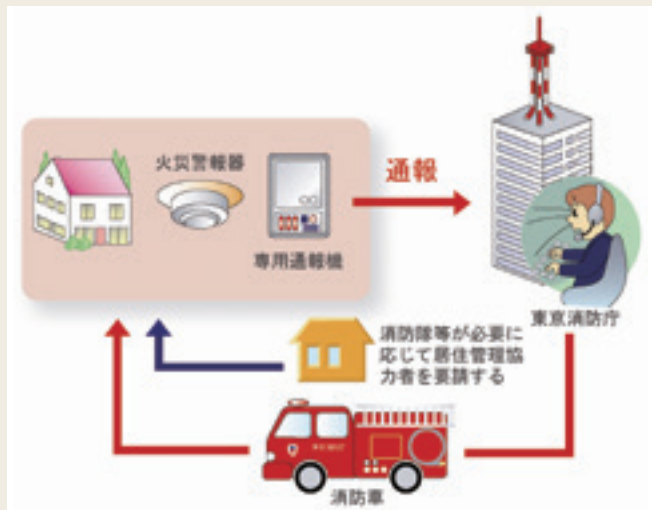 火災警報器
専用通報機
通報
東京消防庁
消防隊等が必要に
応じて居住管理協
力者を要請する
消防車